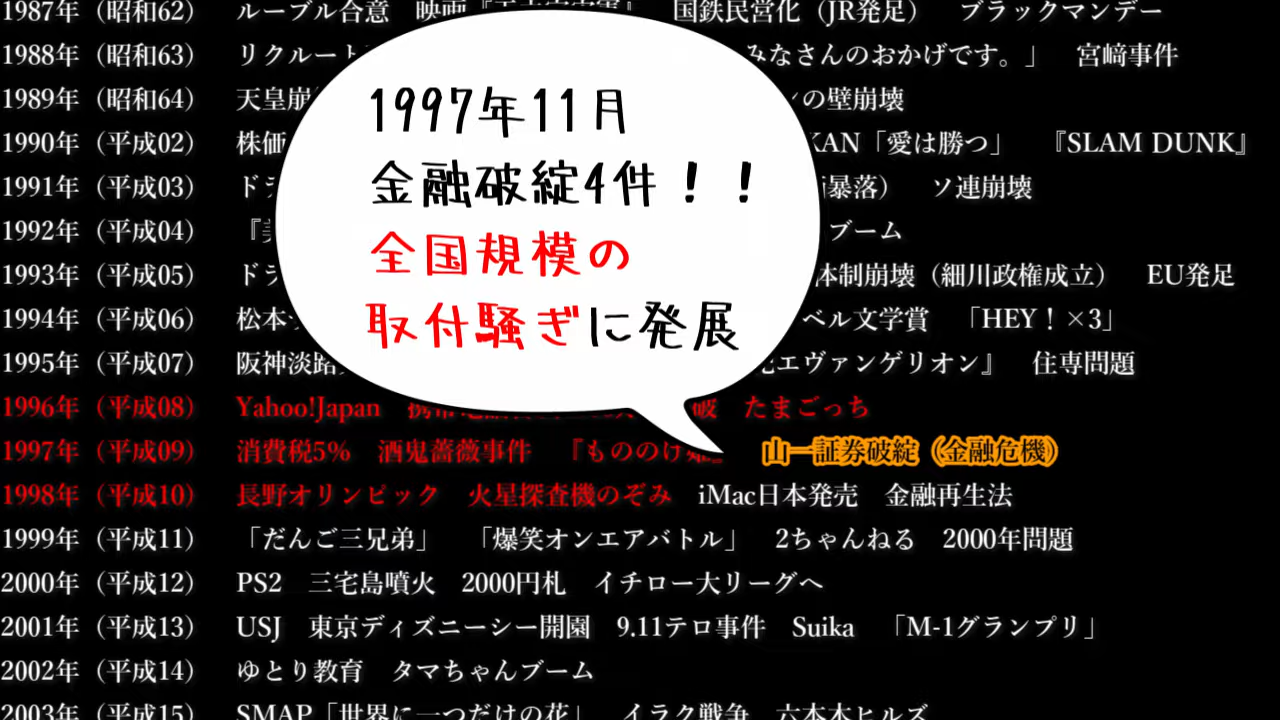 1987年（昭和62）　ルーブル合意　映画　国鉄民営化（JR発足）　ブラックマンデー
1988年（昭和63）　リクルート　みなさんのおかげです。」　宮﨑事件
1989年（昭和64）　天皇崩　の壁崩壊
1990年（平成02）　株価　KAN「愛は勝つ」　『SLAM DUNK』
1991年（平成03）　ド　暴落）　ソ連崩壊
1992年（平成04）　『　ブーム
1993年（平成05）　ド　体制崩壊（細川政権成立）　EU発足
1994年（平成06）　松本　ベル文学賞　「HEY！×3」
1995年（平成07）　阪神淡路　エヴァンゲリオン』　住専問題
1996年（平成08）　Yahoo!Japan　破　たまごっち
1997年（平成09）　消費税5%　酒鬼薔薇事件　『もののけ姫』　山一証券破綻（金融危機）
1998年（平成10）　長野オリンピック　火星探査機のぞみ　iMac日本発売　金融再生法
1999年（平成11）　「だんご三兄弟」　「爆笑オンエアバトル」　2ちゃんねる　2000年問題
2000年（平成12）　PS2　三宅島噴火　2000円札　イチロー大リーグへ
2001年（平成13）　USJ　東京ディズニーシー開園　9.11テロ事件　Suika　「M-1グランプリ」
2002年（平成14）　ゆとり教育　タマちゃんブーム
2003年（平成15）　SMAP「世界に一つだけの花」　イラク戦争　六本木ヒルズ
1997年11月
金融破綻4件！！
全国規模の
取付騒ぎに発展